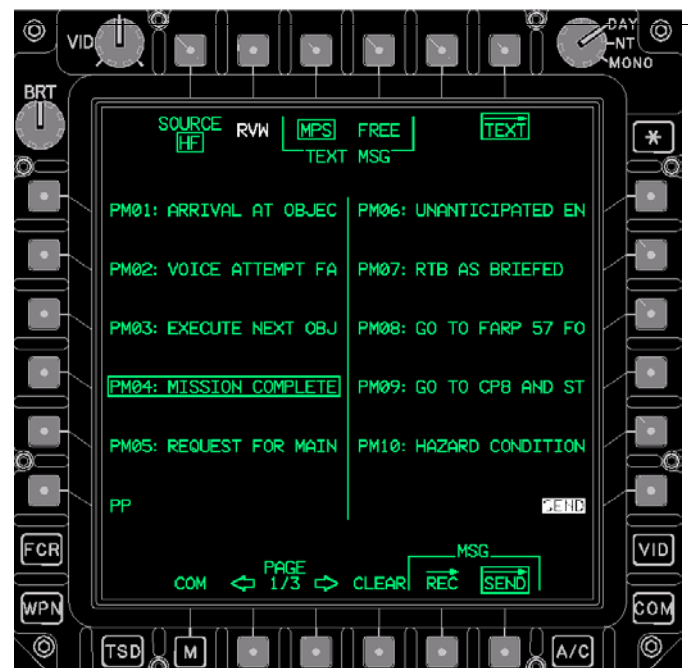 VID
DAY
NT
MONO
BRT
SOURCE
HF
RVW
MPS
FREE
TEXT MSG
TEXT
*
PM01: ARRIVAL AT OBJEC
PM06: UNANTICIPATED EN
PM02: VOICE ATTEMPT FA
PM07: RTB AS BRIEFED
PM03: EXECUTE NEXT OBJ
PM08: GO TO FARP 57 FO
PM04: MISSION COMPLETE
PM09: GO TO CP8 AND ST
PM05: REQUEST FOR MAIN
PM10: HAZARD CONDITION
PP
SEND
FCR
VID
MSG
PAGE
COM
1/3
CLEAR
REC
SEND
WPN
COM
TSD
M
A/C